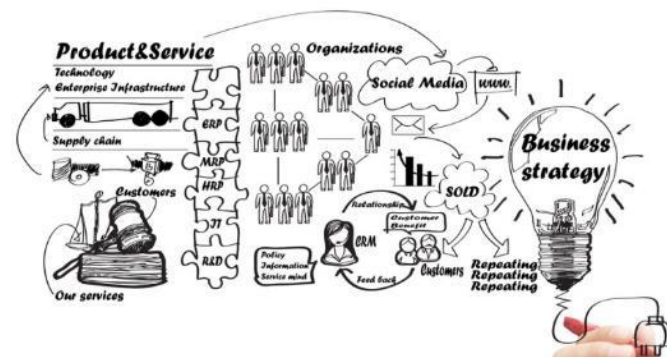 Product&Service
Technology
Enterprise Infrastructure
Supply chain
Customers
Our services
ERP
MRP
HRP
IT
R&D
Organizations
Social Media
WWW.
SOLD
Relationship
Customer
Benefit
CRM
Policy
Information
Service mind
Feed back
Customers
Repeating
Repeating
Repeating
Business
strategy